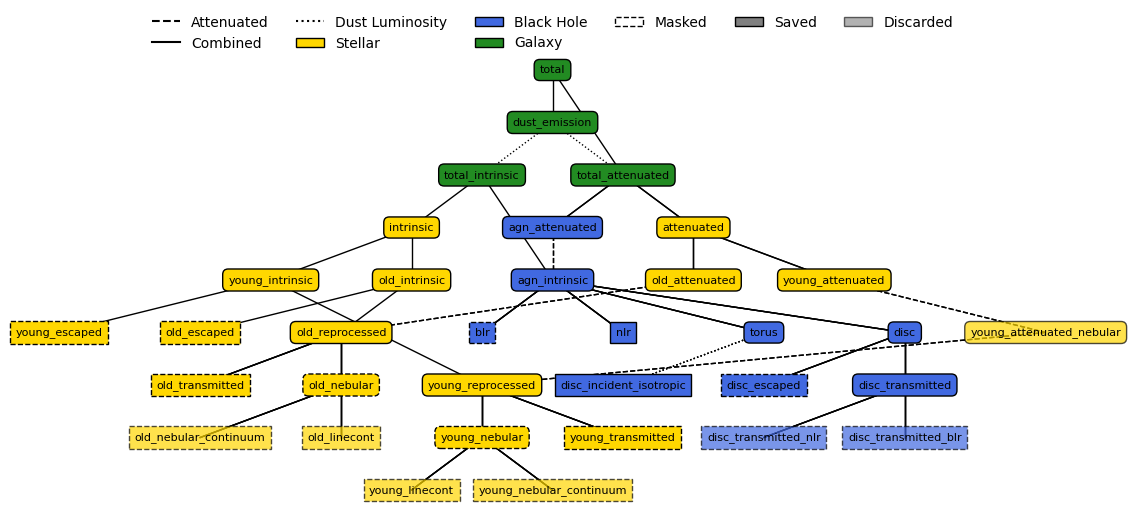 Attenuated
Dust Luminosity
Black Hole
Masked
Saved
Discarded
Combined
Stellar
Galaxy
total
dust_emission
total_intrinsic
total_attenuated
intrinsic
agn_attenuated
attenuated
young_intrinsic
old_intrinsic
agn_intrinsic
old_attenuated
young_attenuated
young_escaped
old_escaped
old_reprocessed
blr
nlr
torus
disc
young_attenuated_nebular
old_transmitted
old_nebular
young_reprocessed
disc_incident_isotropic
disc_escaped
disc_transmitted
old_nebular_continuum
old_linecont
young_nebular
young_transmitted
disc_transmitted_nlr
disc_transmitted_blr
young_linecont
young_nebular_continuum